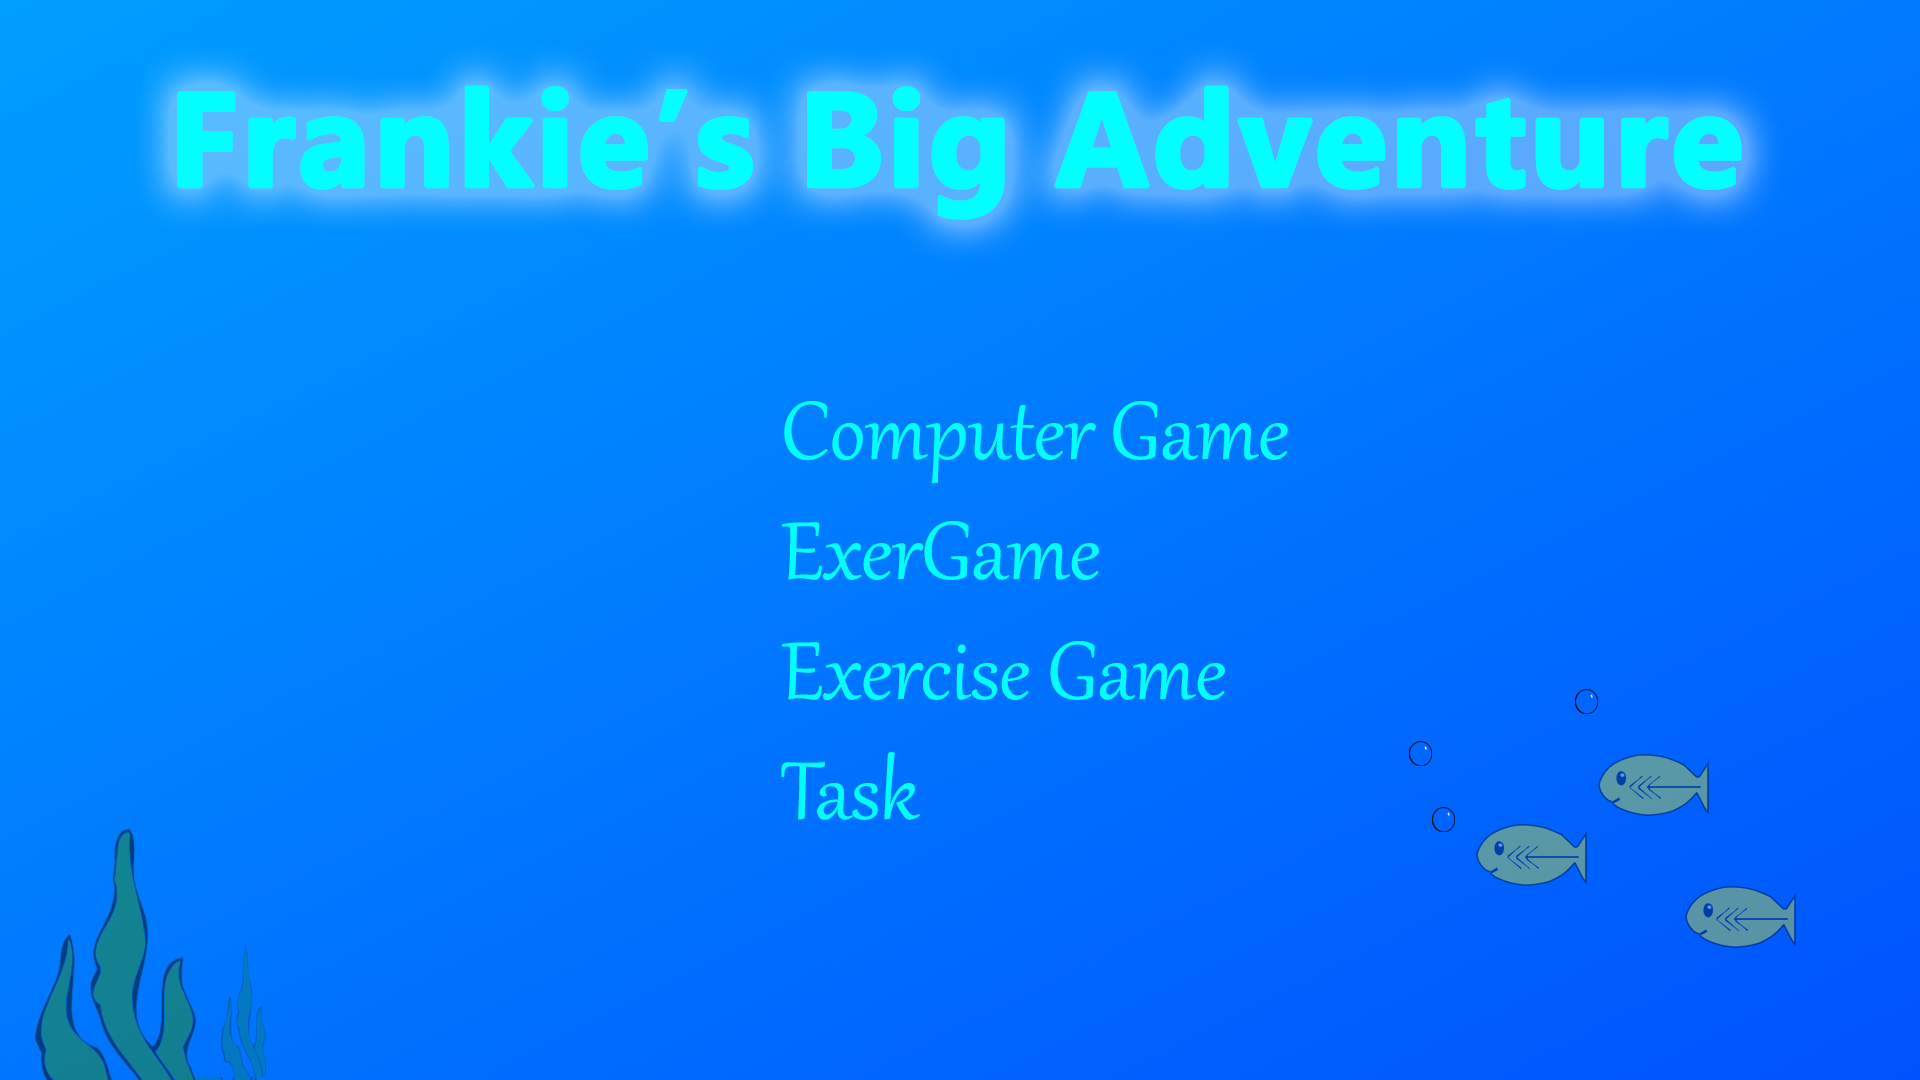 Frankie’s Big Adventure
Computer Game
ExerGame
Exercise Game
Task